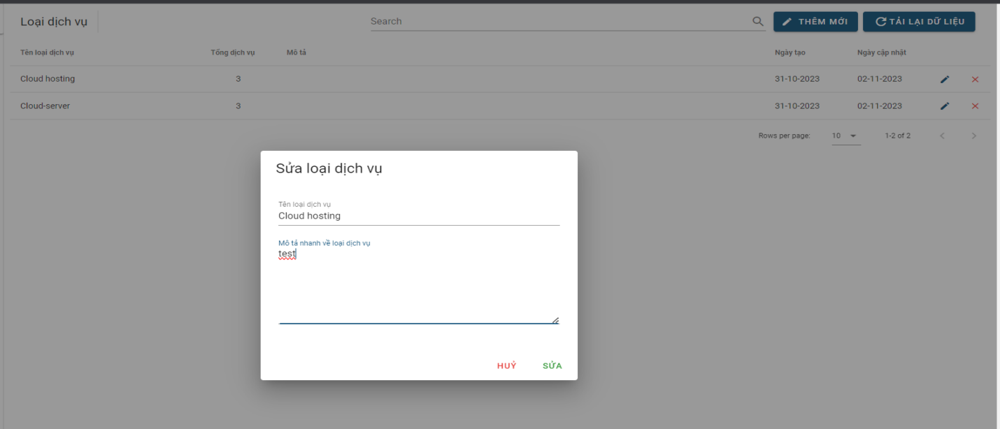 Loại dịch vụ
Search
THÊM MỚI
TẢI LẠI DỮ LIỆU
Tên loại dịch vụ Tổng dịch vụ Mô tả Ngày tạo Ngày cập nhật
Cloud hosting 3 31-10-2023 02-11-2023
Cloud-server 3 31-10-2023 02-11-2023
Rows per page: 10 1-2 of 2
Sửa loại dịch vụ
Tên loại dịch vụ
Cloud hosting
Mô tả nhanh về loại dịch vụ
test
HUỶ SỬA